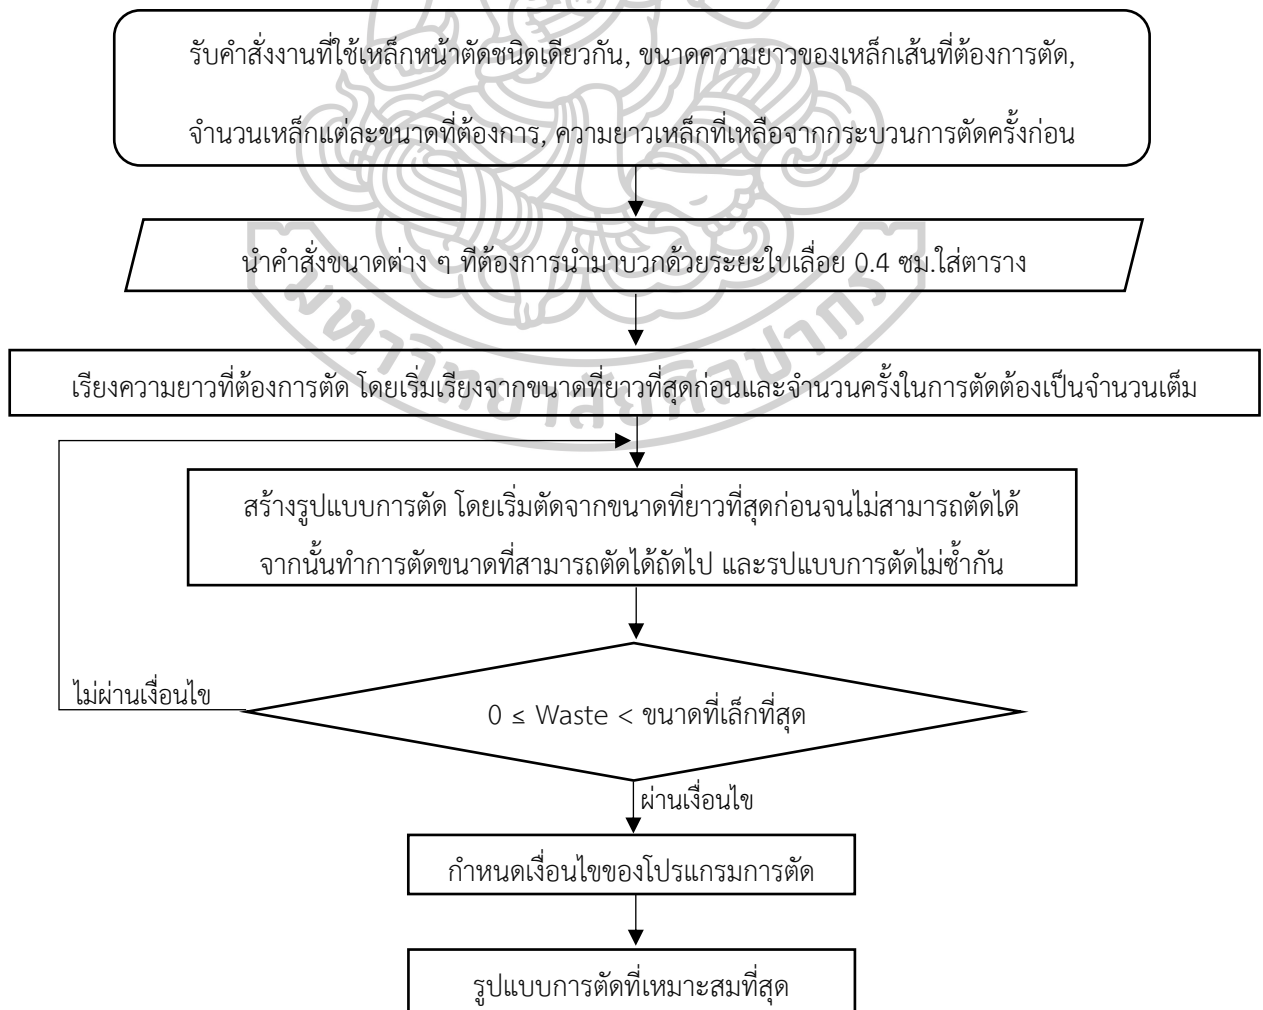 รับคำสั่งงานที่ใช้เหล็กหน้าตัดชนิดเดียวกัน, ขนาดความยาวของเหล็กเส้นที่ต้องการตัด,
จำนวนเหล็กแต่ละขนาดที่ต้องการ, ความยาวเหล็กที่เหลือจากกระบวนการตัดครั้งก่อน
นำคำสั่งขนาดต่าง ๆ ทีต้องการนำมาบวกด้วยระยะใบเลื่อย 0.4 ซม.ใส่ตาราง
มหาวิทยาลัยศิลปากร
เรียงความยาวที่ต้องการตัด โดยเริ่มเรียงจากขนาดที่ยาวที่สุดก่อนและจำนวนครั้งในการตัดต้องเป็นจำนวนเต็ม
สร้างรูปแบบการตัด โดยเริ่มตัดจากขนาดที่ยาวที่สุดก่อนจนไม่สามารถตัดได้
จากนั้นทำการตัดขนาดที่สามารถตัดได้ถัดไป และรปแบบการตัดไม่ซ้ำกัน
ไม่ผ่านเงื่อนไข
0 ≤ Waste < ขนาดที่เล็กที่สุด
ผ่านเงื่อนไข
กำหนดเงื่อนไขของโปรแกรมการตัด
รูปแบบการตัดที่เหมาะสมที่สุด